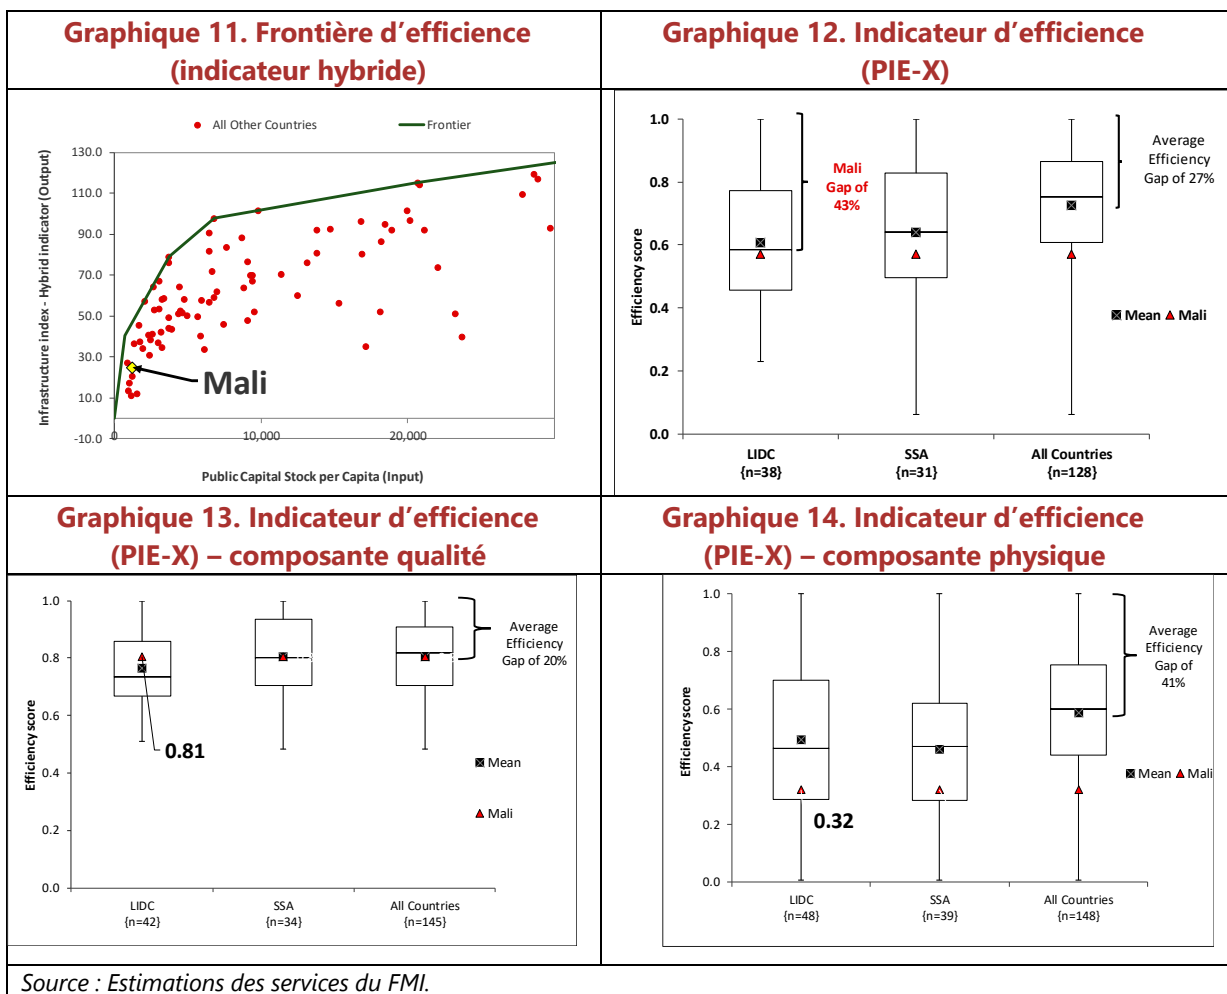 Graphique 11. Frontière d’efficience
(indicateur hybride)
All Other Countries
Frontier
Infrastructure index - Hybrid indicator (Output)
130.0
110.0
90.0
70.0
50.0
30.0
10.0
-10.0
0
10,000
20,000
Mali
Public Capital Stock per Capita (Input)
Graphique 12. Indicateur d’efficience
(PIE-X)
Efficiency score
1.0
0.8
0.6
0.4
0.2
0.0
Mali
Gap of
43%
Average
Efficiency
Gap of 27%
Mean
Mali
LIDC
{n=38}
SSA
{n=31}
All Countries
{n=128}
Graphique 13. Indicateur d’efficience
(PIE-X) – composante qualité
Efficiency score
1.0
0.8
0.6
0.4
0.2
0.0
Average
Efficiency
Gap of 20%
0.81
Mean
Mali
LIDC
{n=42}
SSA
{n=34}
All Countries
{n=145}
Graphique 14. Indicateur d’efficience
(PIE-X) – composante physique
Efficiency score
1.0
0.8
0.6
0.4
0.2
0.0
Average
Efficiency
Gap of
41%
0.32
Mean
Mali
LIDC
{n=48}
SSA
{n=39}
All Countries
{n=148}
Source : Estimations des services du FMI.